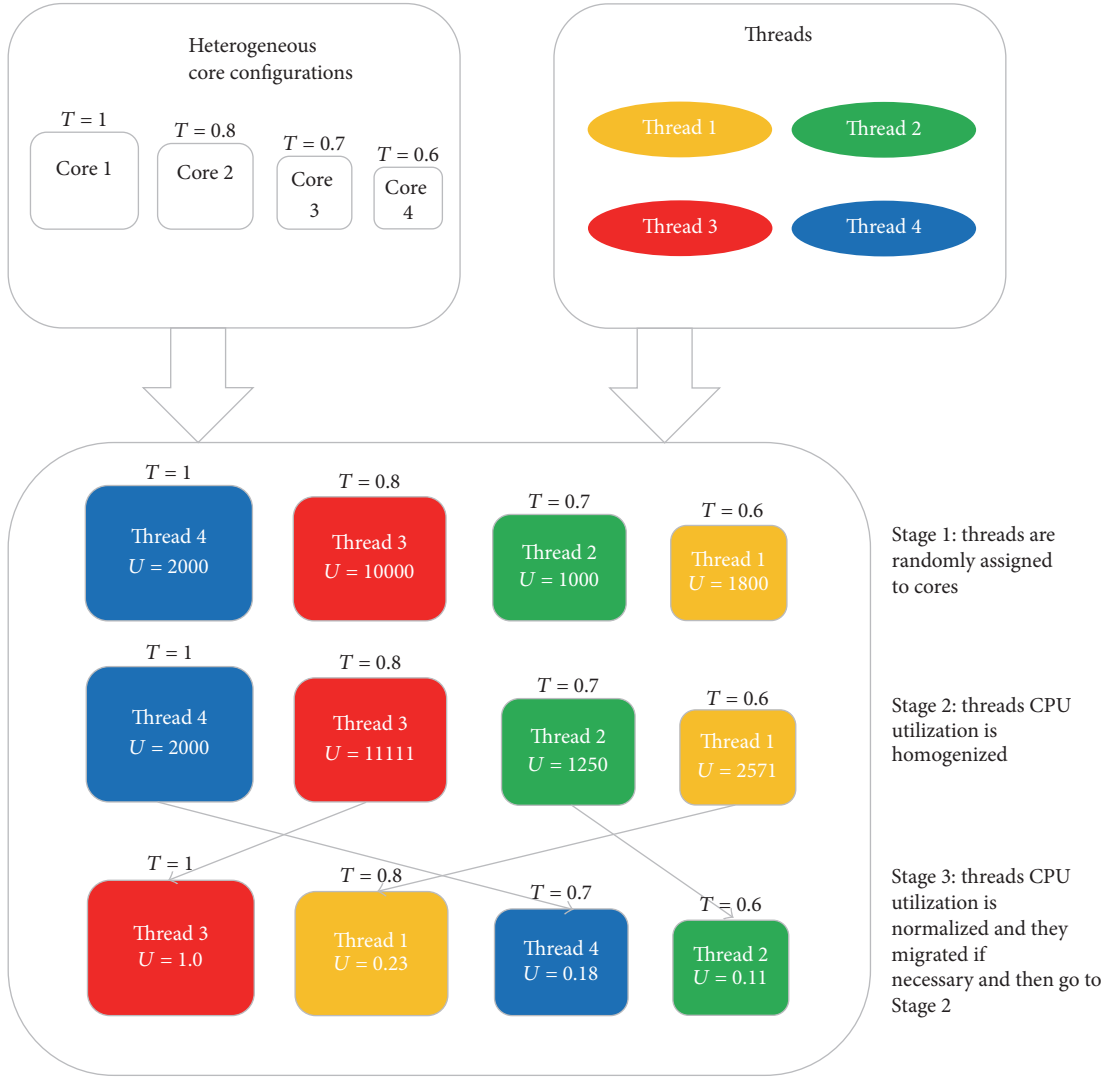 Heterogeneous
core configurations
T = 1
T = 0.8
T = 0.7
T = 0.6
Core 1
Core 2
Core
3
Core
4
Threads
Thread 1
Thread 2
Thread 3
Thread 4
T = 1
T = 0.8
T = 0.7
T = 0.6
Thread 4
U = 2000
Thread 3
U = 10000
Thread 2
U = 1000
Thread 1
U = 1800
Stage 1: threads are
randomly assigned
to cores
T = 1
T = 0.8
T = 0.7
T = 0.6
Thread 4
U = 2000
Thread 3
U = 11111
Thread 2
U = 1250
Thread 1
U = 2571
Stage 2: threads CPU
utilization is
homogenized
T = 1
T = 0.8
T = 0.7
T = 0.6
Thread 3
U = 1.0
Thread 1
U = 0.23
Thread 4
U = 0.18
Thread 2
U = 0.11
Stage 3: threads CPU
utilization is
normalized and they
migrated if
necessary and then go to
Stage 2